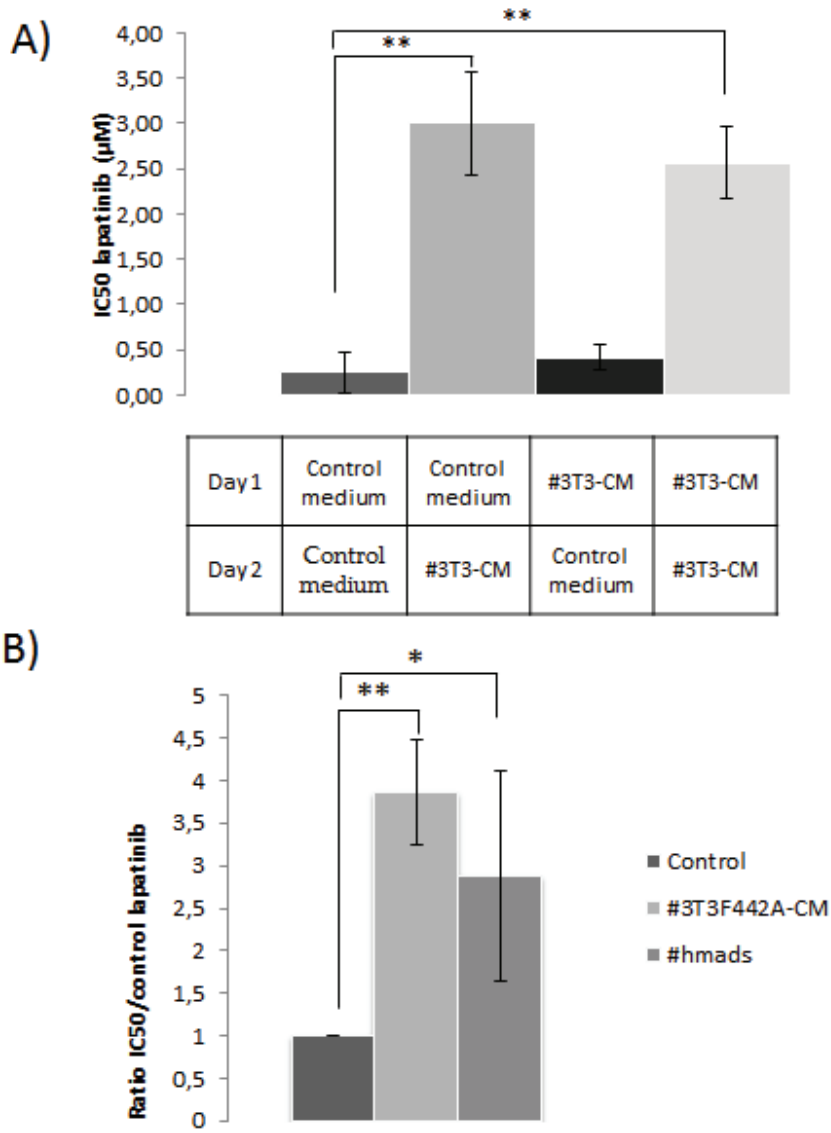 A)
**
**
IC50 lapatinib (µM)
4,00
3,50
3,00
2,50
2,00
1,50
1,00
0,50
0,00
Day 1
Control medium
Control medium
#3T3-CM
#3T3-CM
Day 2
Control medium
#3T3-CM
Control medium
#3T3-CM
B)
*
**
Ratio IC50/control lapatinib
5
4,5
4
3,5
3
2,5
2
1,5
1
0,5
0
Control
#3T3F442A-CM
#hmads